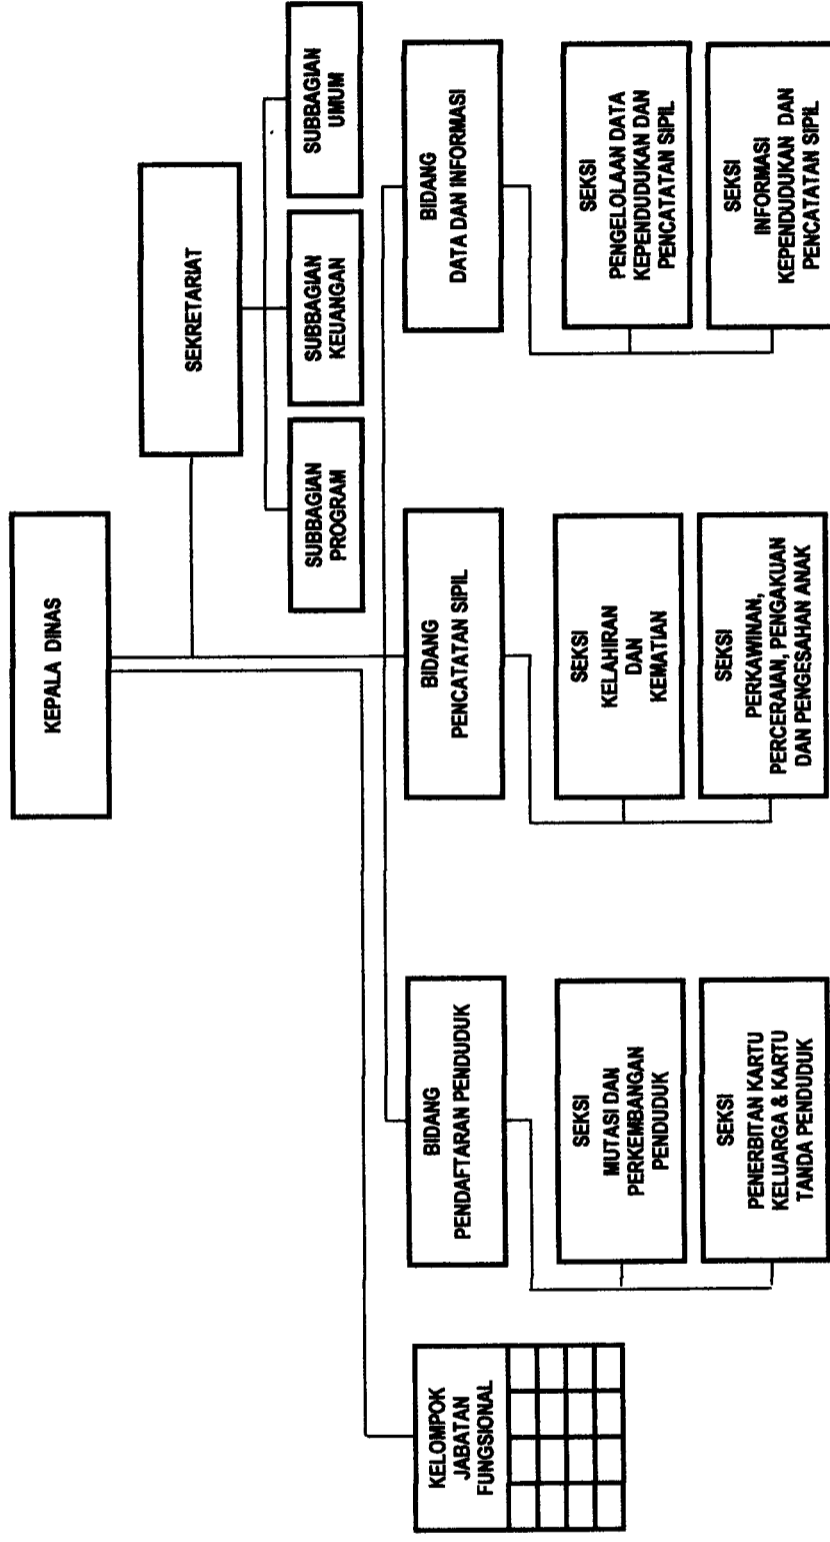 KEPALA DINAS
SEKRETARIAT
SUBBAGIAN
PROGRAM
SUBBAGIAN
KEUANGAN
SUBBAGIAN
UMUM
KELOMPOK
JABATAN
FUNGSIONAL
BIDANG
PENDAFTARAN PENDUDUK
SEKSI
MUTASI DAN
PERKEMBANGAN
PENDUDUK
SEKSI
PENERBITAN KARTU
KELUARGA & KARTU
TANDA PENDUDUK
BIDANG
PENCATATAN SIPIL
SEKSI
KELAHIRAN
DAN
KEMATIAN
SEKSI
PERKAWINAN,
PERCERAIAN, PENGAKUAN
DAN PENGESAHAN ANAK
BIDANG
DATA DAN INFORMASI
SEKSI
PENGELOLAAN DATA
KEPENDUDUKAN DAN
PENCATATAN SIPIL
SEKSI
INFORMASI
KEPENDUDUKAN DAN
PENCATATAN SIPIL